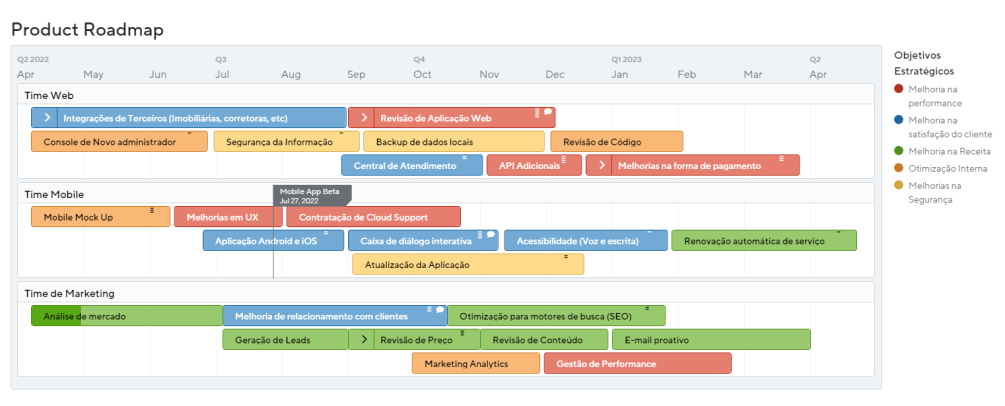 Product Roadmap
Q2 2022 Q3 Q4 Q1 2023 Q2
Apr May Jun Jul Aug Sep Oct Nov Dec Jan Feb Mar Apr
Time Web
Integrações de Terceiros (Imobiliárias, corretoras, etc) Revisão de Aplicação Web
Console de Novo administrador Segurança da Informação Backup de dados locais Revisão de Código
Central de Atendimento API Adicionais Melhorias na forma de pagamento
Time Mobile
Mobile App Beta
Jul 27, 2022
Mobile Mock Up Melhorias em UX Contratação de Cloud Support
Aplicação Android e iOS Caixa de diálogo interativa Acessibilidade (Voz e escrita) Renovação automática de serviço
Atualização da Aplicação
Time de Marketing
Análise de mercado Melhoria de relacionamento com clientes Otimização para motores de busca (SEO)
Geração de Leads Revisão de Preço Revisão de Conteúdo E-mail proativo
Marketing Analytics Gestão de Performance
Objetivos
Estratégicos
Melhoria na
performance
Melhoria na
satisfação do cliente
Melhoria na Receita
Otimização Interna
Melhorias na
Segurança